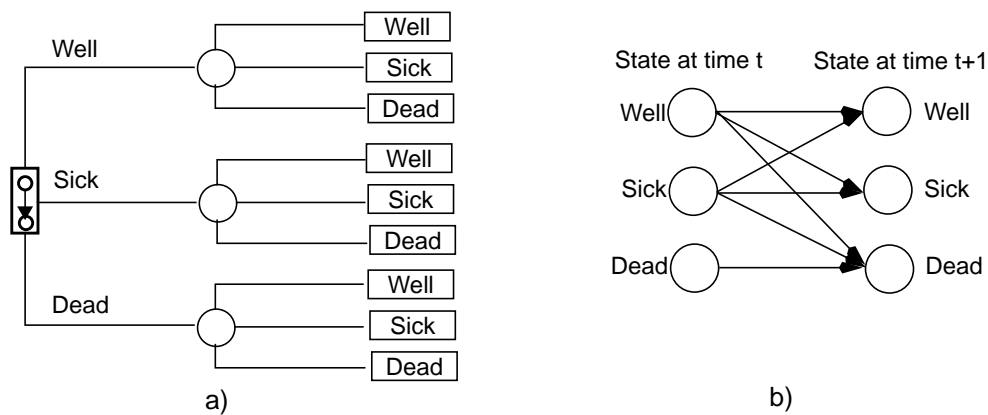 Well
Well
Sick
Dead
Sick
Well
Sick
Dead
Dead
Well
Sick
Dead
a)
State at time t State at time t+1
Well Well
Sick Sick
Dead Dead
b)